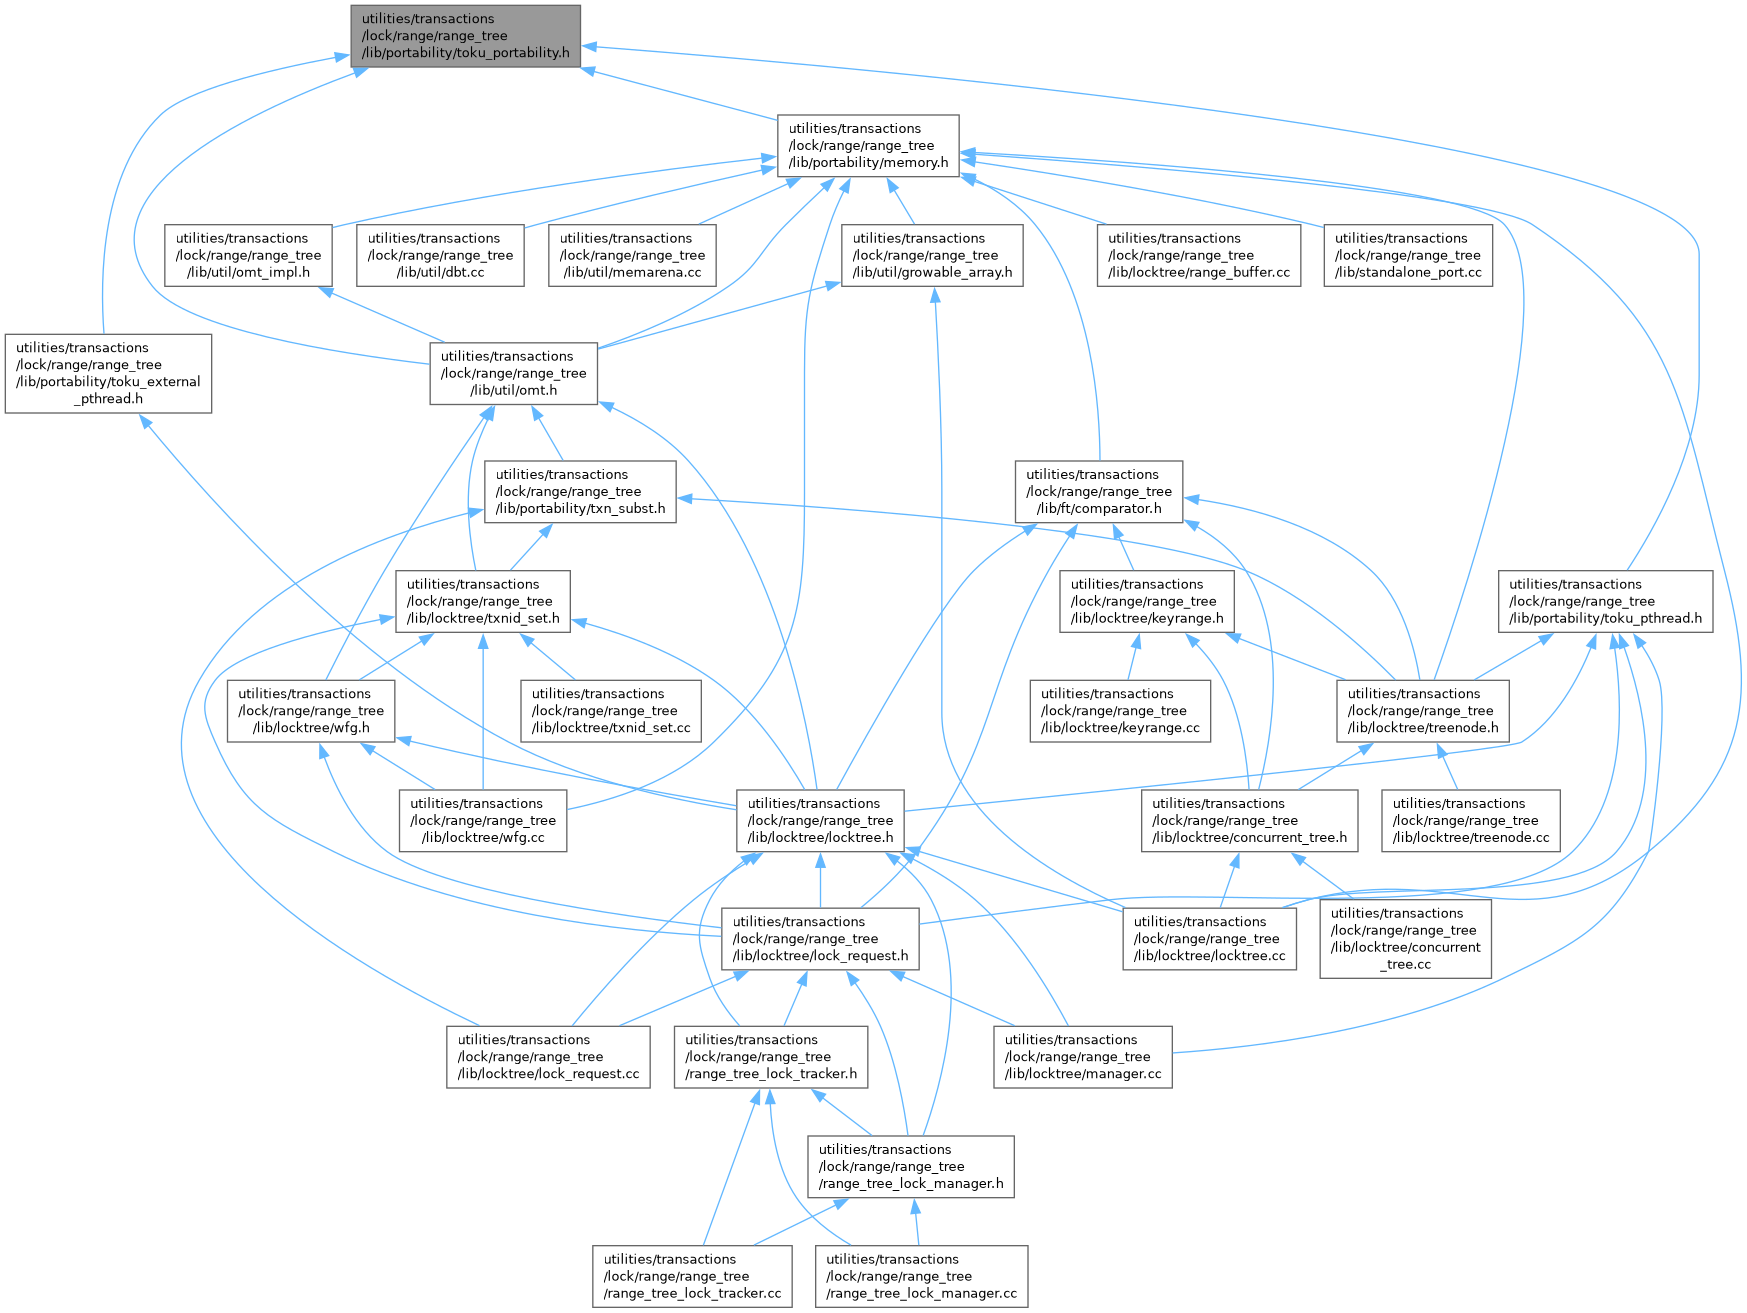 utilities/transactions
/lock/range/range_tree
/lib/portability/toku_portability.h
utilities/transactions
/lock/range/range_tree
/lib/portability/memory.h
utilities/transactions
/lock/range/range_tree
/lib/util/omt_impl.h
utilities/transactions
/lock/range/range_tree
/lib/util/dbt.cc
utilities/transactions
/lock/range/range_tree
/lib/util/memarena.cc
utilities/transactions
/lock/range/range_tree
/lib/util/growable_array.h
utilities/transactions
/lock/range/range_tree
/lib/locktree/range_buffer.cc
utilities/transactions
/lock/range/range_tree
/lib/standalone_port.cc
utilities/transactions
/lock/range/range_tree
/lib/portability/toku_external
_pthread.h
utilities/transactions
/lock/range/range_tree
/lib/util/omt.h
utilities/transactions
/lock/range/range_tree
/lib/portability/txn_subst.h
utilities/transactions
/lock/range/range_tree
/lib/ft/comparator.h
utilities/transactions
/lock/range/range_tree
/lib/locktree/txnid_set.h
utilities/transactions
/lock/range/range_tree
/lib/locktree/keyrange.h
utilities/transactions
/lock/range/range_tree
/lib/portability/toku_pthread.h
utilities/transactions
/lock/range/range_tree
/lib/locktree/wfg.h
utilities/transactions
/lock/range/range_tree
/lib/locktree/txnid_set.cc
utilities/transactions
/lock/range/range_tree
/lib/locktree/keyrange.cc
utilities/transactions
/lock/range/range_tree
/lib/locktree/treenode.h
utilities/transactions
/lock/range/range_tree
/lib/locktree/wfg.cc
utilities/transactions
/lock/range/range_tree
/lib/locktree/locktree.h
utilities/transactions
/lock/range/range_tree
/lib/locktree/concurrent_tree.h
utilities/transactions
/lock/range/range_tree
/lib/locktree/treenode.cc
utilities/transactions
/lock/range/range_tree
/lib/locktree/lock_request.h
utilities/transactions
/lock/range/range_tree
/lib/locktree/locktree.cc
utilities/transactions
/lock/range/range_tree
/lib/locktree/concurrent
_tree.cc
utilities/transactions
/lock/range/range_tree
/lib/locktree/lock_request.cc
utilities/transactions
/lock/range/range_tree
/range_tree_lock_tracker.h
utilities/transactions
/lock/range/range_tree
/lib/locktree/manager.cc
utilities/transactions
/lock/range/range_tree
/range_tree_lock_manager.h
utilities/transactions
/lock/range/range_tree
/range_tree_lock_tracker.cc
utilities/transactions
/lock/range/range_tree
/range_tree_lock_manager.cc